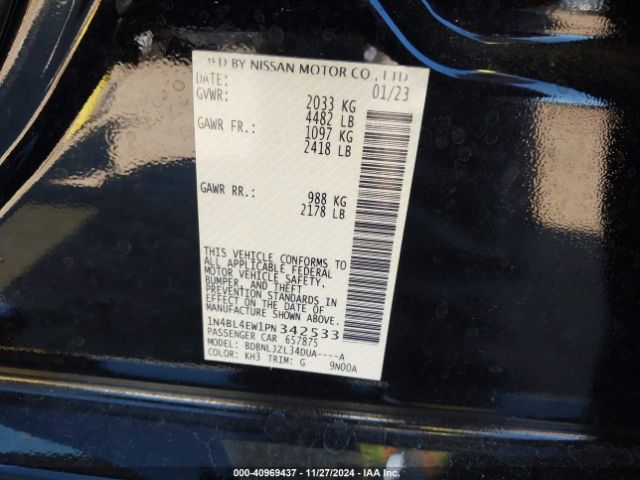 MFD BY NISSAN MOTOR CO., LTD
DATE: 01/23
GVWR: 2033 KG
4482 LB
GAWR FR.: 1097 KG
2418 LB
GAWR RR.: 988 KG
2178 LB
THIS VEHICLE CONFORMS TO
ALL APPLICABLE FEDERAL
MOTOR VEHICLE SAFETY,
BUMPER, AND THEFT
PREVENTION STANDARDS IN
EFFECT ON THE DATE OF
MANUFACTURE SHOWN ABOVE.
1N4BL4EW1PN342533
PASSENGER CAR 657875
MODEL: BDBNLJZL34DUA----A
COLOR: KH3 TRIM: G 9N00A
000-40969437 - 11/27/2024 - IAA Inc.